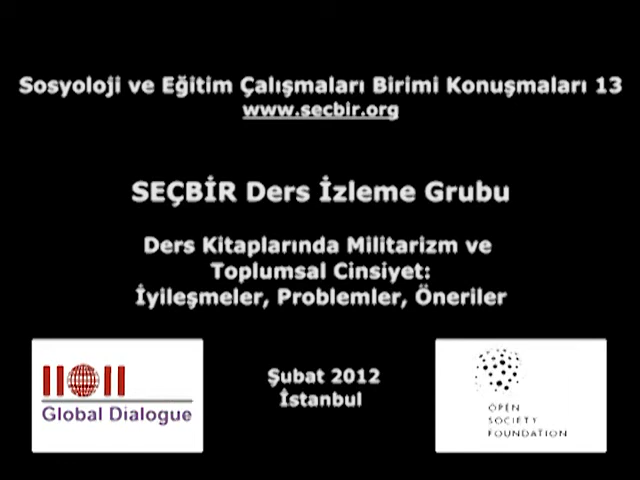 Sosyoloji ve Eğitim Çalışmaları Birimi Konuşmaları 13
www.secbir.org
SEÇBİR Ders İzleme Grubu
Ders Kitaplarında Militarizm ve
Toplumsal Cinsiyet:
İyileşmeler, Problemler, Öneriler
Şubat 2012
İstanbul
Global Dialogue
OPEN
SOCIETY
FOUNDATION